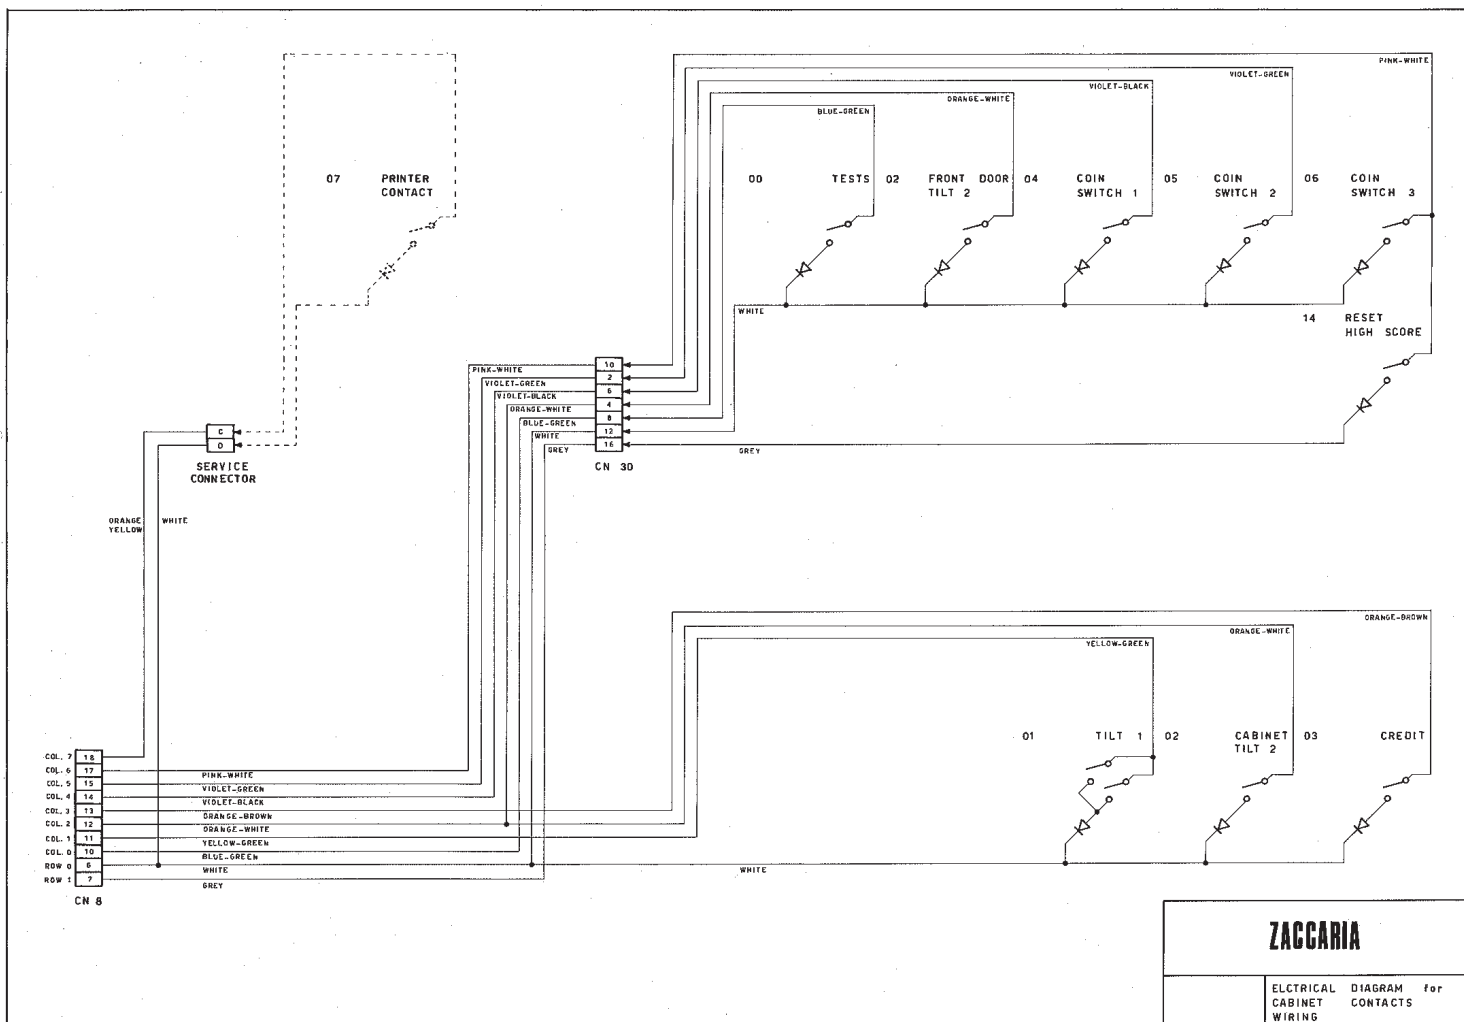 PINK-WHITE
VIOLET-GREEN
VIOLET-BLACK
ORANGE-WHITE
BLUE-GREEN
07 PRINTER
CONTACT
00 TESTS
02 FRONT DOOR
TILT 2
04 COIN
SWITCH 1
05 COIN
SWITCH 2
06 COIN
SWITCH 3
WHITE
14 RESET
HIGH SCORE
PINK-WHITE
VIOLET-GREEN
VIOLET-BLACK
ORANGE-WHITE
BLUE-GREEN
WHITE
GREY
10
2
6
4
8
12
16
CN 30
GREY
C
D
SERVICE
CONNECTOR
ORANGE
YELLOW
WHITE
ORANGE-BROWN
ORANGE-WHITE
YELLOW-GREEN
01 TILT 1
02 CABINET
TILT 2
03 CREDIT
COL. 7 18
COL. 6 17
COL. 5 15
COL. 4 14
COL. 3 13
COL. 2 12
COL. 1 11
COL. 0 10
ROW 0 6
ROW 1 7
CN 8
PINK-WHITE
VIOLET-GREEN
VIOLET-BLACK
ORANGE-BROWN
ORANGE-WHITE
YELLOW-GREEN
BLUE-GREEN
WHITE
GREY
WHITE
ZACCARIA
ELCTRICAL DIAGRAM for
CABINET CONTACTS
WIRING